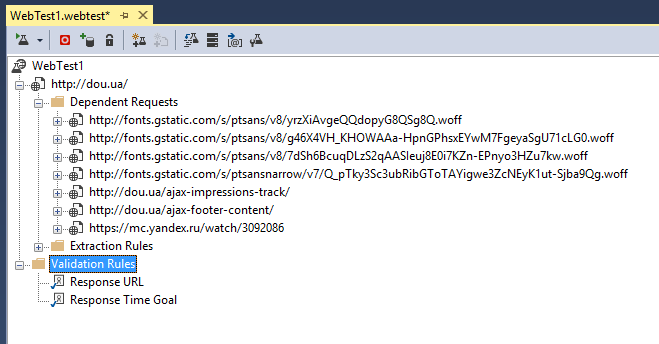 WebTest1.webtest*
WebTest1
http://dou.ua/
Dependent Requests
http://fonts.gstatic.com/s/ptsans/v8/yrzXiAvgeQQdopyG8QSg8Q.woff
http://fonts.gstatic.com/s/ptsans/v8/g46X4VH_KHOWAAa-HpnGPhsxEYwM7FgeyaSgU71cLG0.woff
http://fonts.gstatic.com/s/ptsans/v8/7dSh6BcuqDLzS2qAASIeuj8E0i7KZn-EPnyo3HZu7kw.woff
http://fonts.gstatic.com/s/ptsansnarrow/v7/Q_pTky3Sc3ubRibGToTAYigwe3ZcNEyK1ut-Sjba9Qg.woff
http://dou.ua/ajax-impressions-track/
http://dou.ua/ajax-footer-content/
https://mc.yandex.ru/watch/3092086
Extraction Rules
Validation Rules
Response URL
Response Time Goal